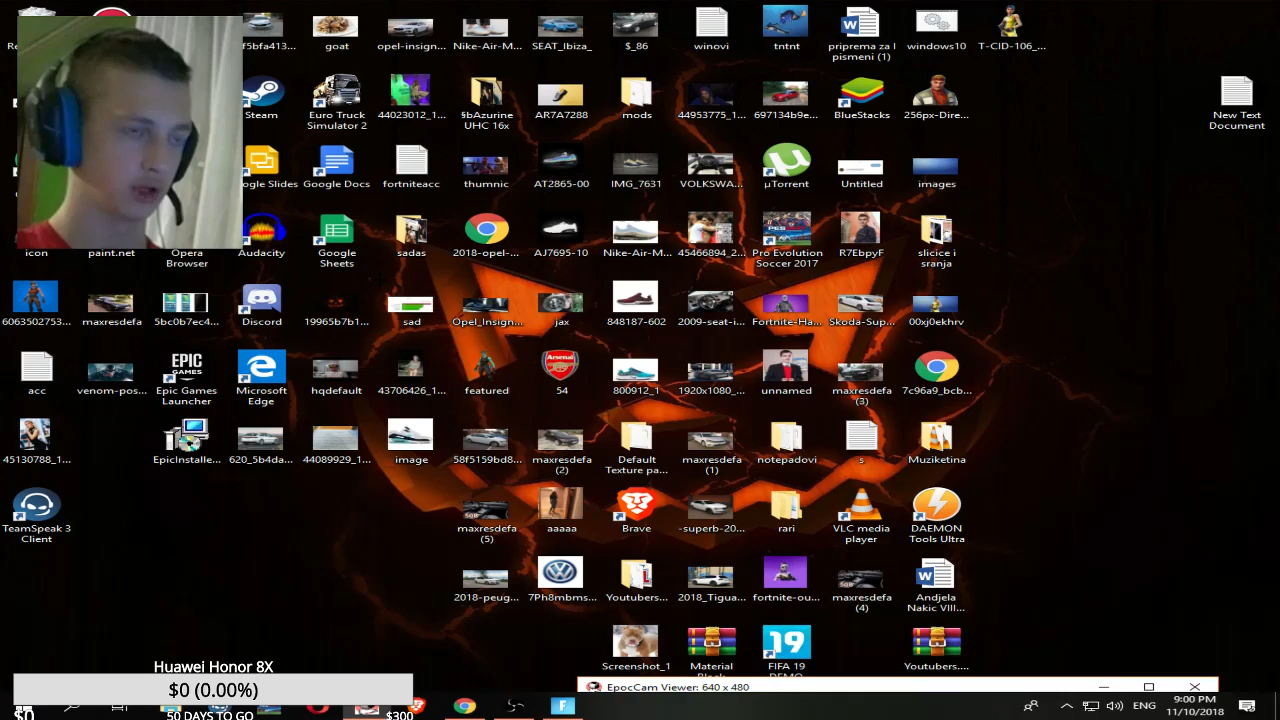 f5bfa413...
goat
opel-insign...
Nike-Air-M...
SEAT_Ibiza_
$_86
winovi
tntnt
priprema za I
pismeni (1)
windows10
T-CID-106_...
Steam
Euro Truck
Simulator 2
44023012_1...
§bAzurine
UHC 16x
AR7A7288
mods
44953775_1...
697134b9e...
BlueStacks
256px-Dire...
New Text
Document
ogle Slides
Google Docs
fortniteacc
thumnic
AT2865-00
IMG_7631
VOLKSWA...
µTorrent
Untitled
images
icon
paint.net
Opera
Browser
Audacity
Google
Sheets
sadas
2018-opel-...
AJ7695-10
Nike-Air-M...
45466894_2...
Pro Evolution
Soccer 2017
R7EbpyF
slicice i
sranja
6063502753...
maxresdefa
5bc0b7ec4...
Discord
19965b7b1...
sad
Opel_Insign...
jax
848187-602
2009-seat-i...
Fortnite-Ha...
Skoda-Sup...
00xj0ekhrv
acc
venom-pos...
EPIC
GAMES
Epic Games
Launcher
Microsoft
Edge
hqdefault
43706426_1...
featured
Arsenal
54
800912_1
1920x1080_...
unnamed
maxresdefa
(3)
7c96a9_bcb...
45130788_1...
EpicInstalle...
620_5b4da...
44089929_1...
image
58f5159bd8...
maxresdefa
(2)
Default
Texture pa...
maxresdefa
(1)
notepadovi
s
Muziketina
TeamSpeak 3
Client
maxresdefa
(5)
aaaaa
Brave
-superb-20...
rari
VLC media
player
DAEMON
Tools Ultra
2018-peug...
7Ph8mbms...
Youtubers...
2018_Tigua...
fortnite-ou...
maxresdefa
(4)
Andjela
Nakic VIII...
Screenshot_1
Material
19
FIFA 19
Youtubers....
Huawei Honor 8X
$0 (0.00%)
$0
50 DAYS TO GO
$300
EpocCam Viewer: 640 x 480
ENG
9:00 PM
11/10/2018